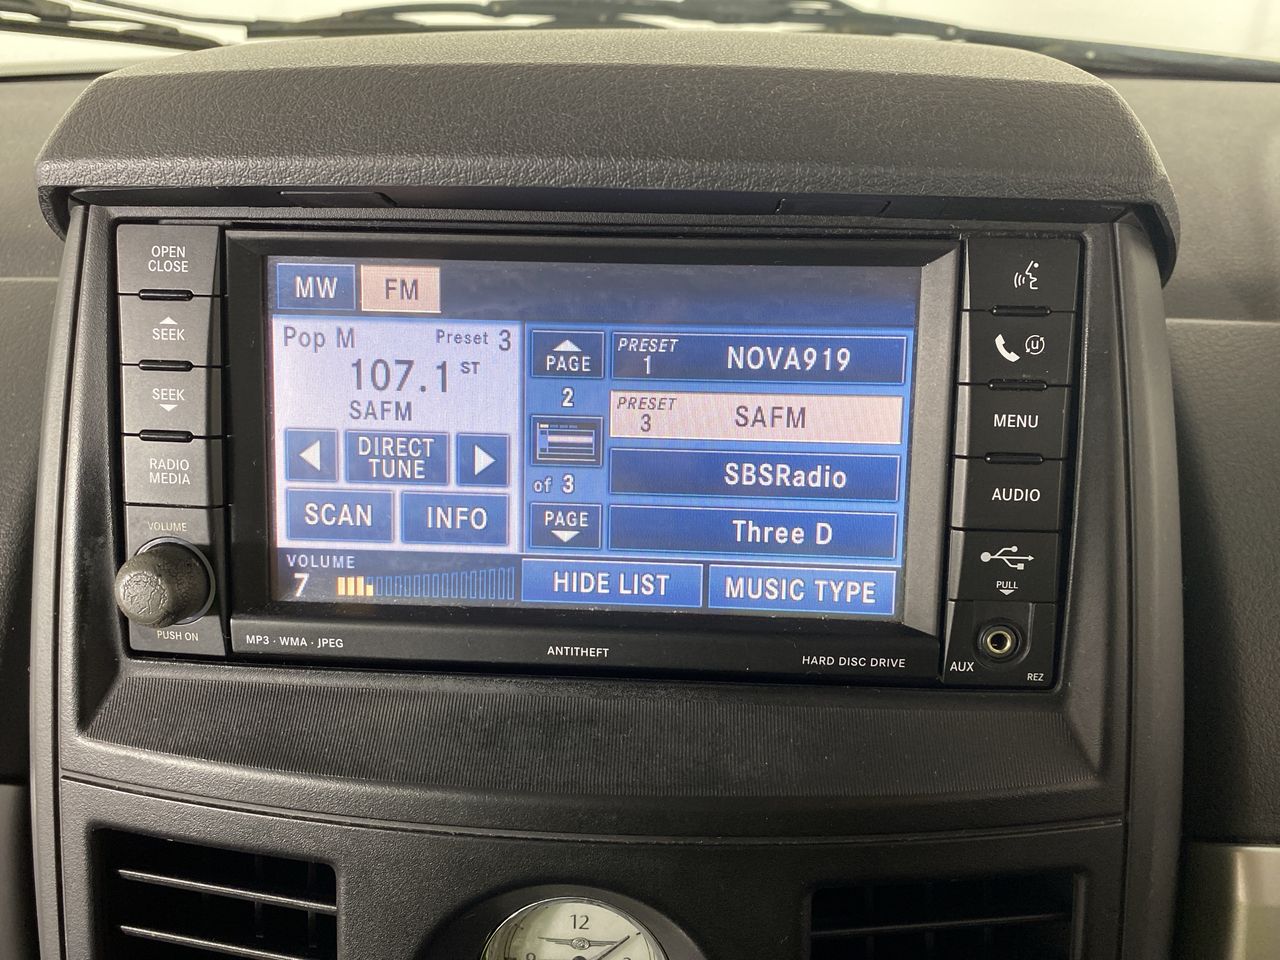 OPEN
CLOSE
SEEK
SEEK
RADIO
MEDIA
VOLUME
PUSH ON
MW
FM
Pop M
Preset 3
107.1 ST
SAFM
DIRECT
TUNE
SCAN
INFO
VOLUME
7
PAGE
2
of 3
PAGE
PRESET
1
NOVA919
PRESET
3
SAFM
SBSRadio
Three D
HIDE LIST
MUSIC TYPE
MP3 · WMA · JPEG
ANTITHEFT
HARD DISC DRIVE
MENU
AUDIO
PULL
AUX
REZ
12
9
3